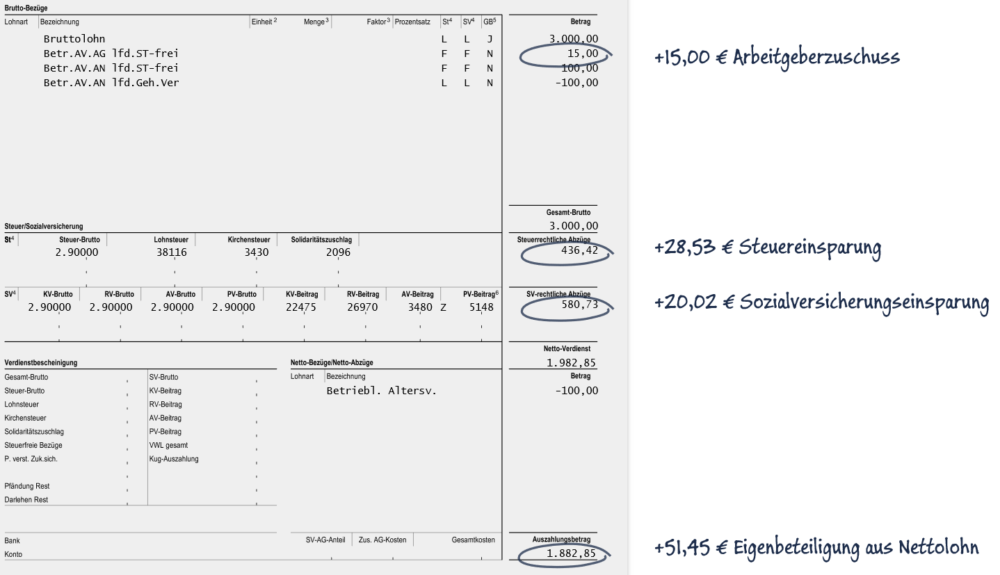 Brutto-Bezüge
Lohnart Bezeichnung Einheit 2 Menge 3 Faktor 3 Prozentsatz St4 SV4 GB5 Betrag
Bruttolohn L L J 3.000,00
Betr.AV.AG lfd.ST-frei F F N 15,00 +15,00 € Arbeitgeberzuschuss
Betr.AV.AN lfd.ST-frei F F N 100,00
Betr.AV.AN lfd.Geh.Ver L L N -100,00
Gesamt-Brutto
Steuer/Sozialversicherung 3.000,00
St4 Steuer-Brutto Lohnsteuer Kirchensteuer Solidaritätszuschlag Steuerrechtliche Abzüge
2.90000 38116 3430 2096 436,42 +28,53 € Steuereinsparung
SV4 KV-Brutto RV-Brutto AV-Brutto PV-Brutto KV-Beitrag RV-Beitrag AV-Beitrag PV-Beitrag6 SV-rechtliche Abzüge
2.90000 2.90000 2.90000 2.90000 22475 26970 3480 Z 5148 580,73 +20,02 € Sozialversicherungseinsparung
Netto-Verdienst
Verdienstbescheinigung Netto-Bezüge/Netto-Abzüge 1.982,85
Gesamt-Brutto SV-Brutto Lohnart Bezeichnung Betrag
Steuer-Brutto KV-Beitrag Betriebl. Altersv. -100,00
Lohnsteuer RV-Beitrag
Kirchensteuer AV-Beitrag
Solidaritätszuschlag PV-Beitrag
Steuerfreie Bezüge VWL gesamt
P. verst. Zuk.sich. Kug-Auszahlung
Pfändung Rest
Darlehen Rest
Bank SV-AG-Anteil Zus. AG-Kosten Gesamtkosten Auszahlungsbetrag
Konto 1.882,85 +51,45 € Eigenbeteiligung aus Nettolohn